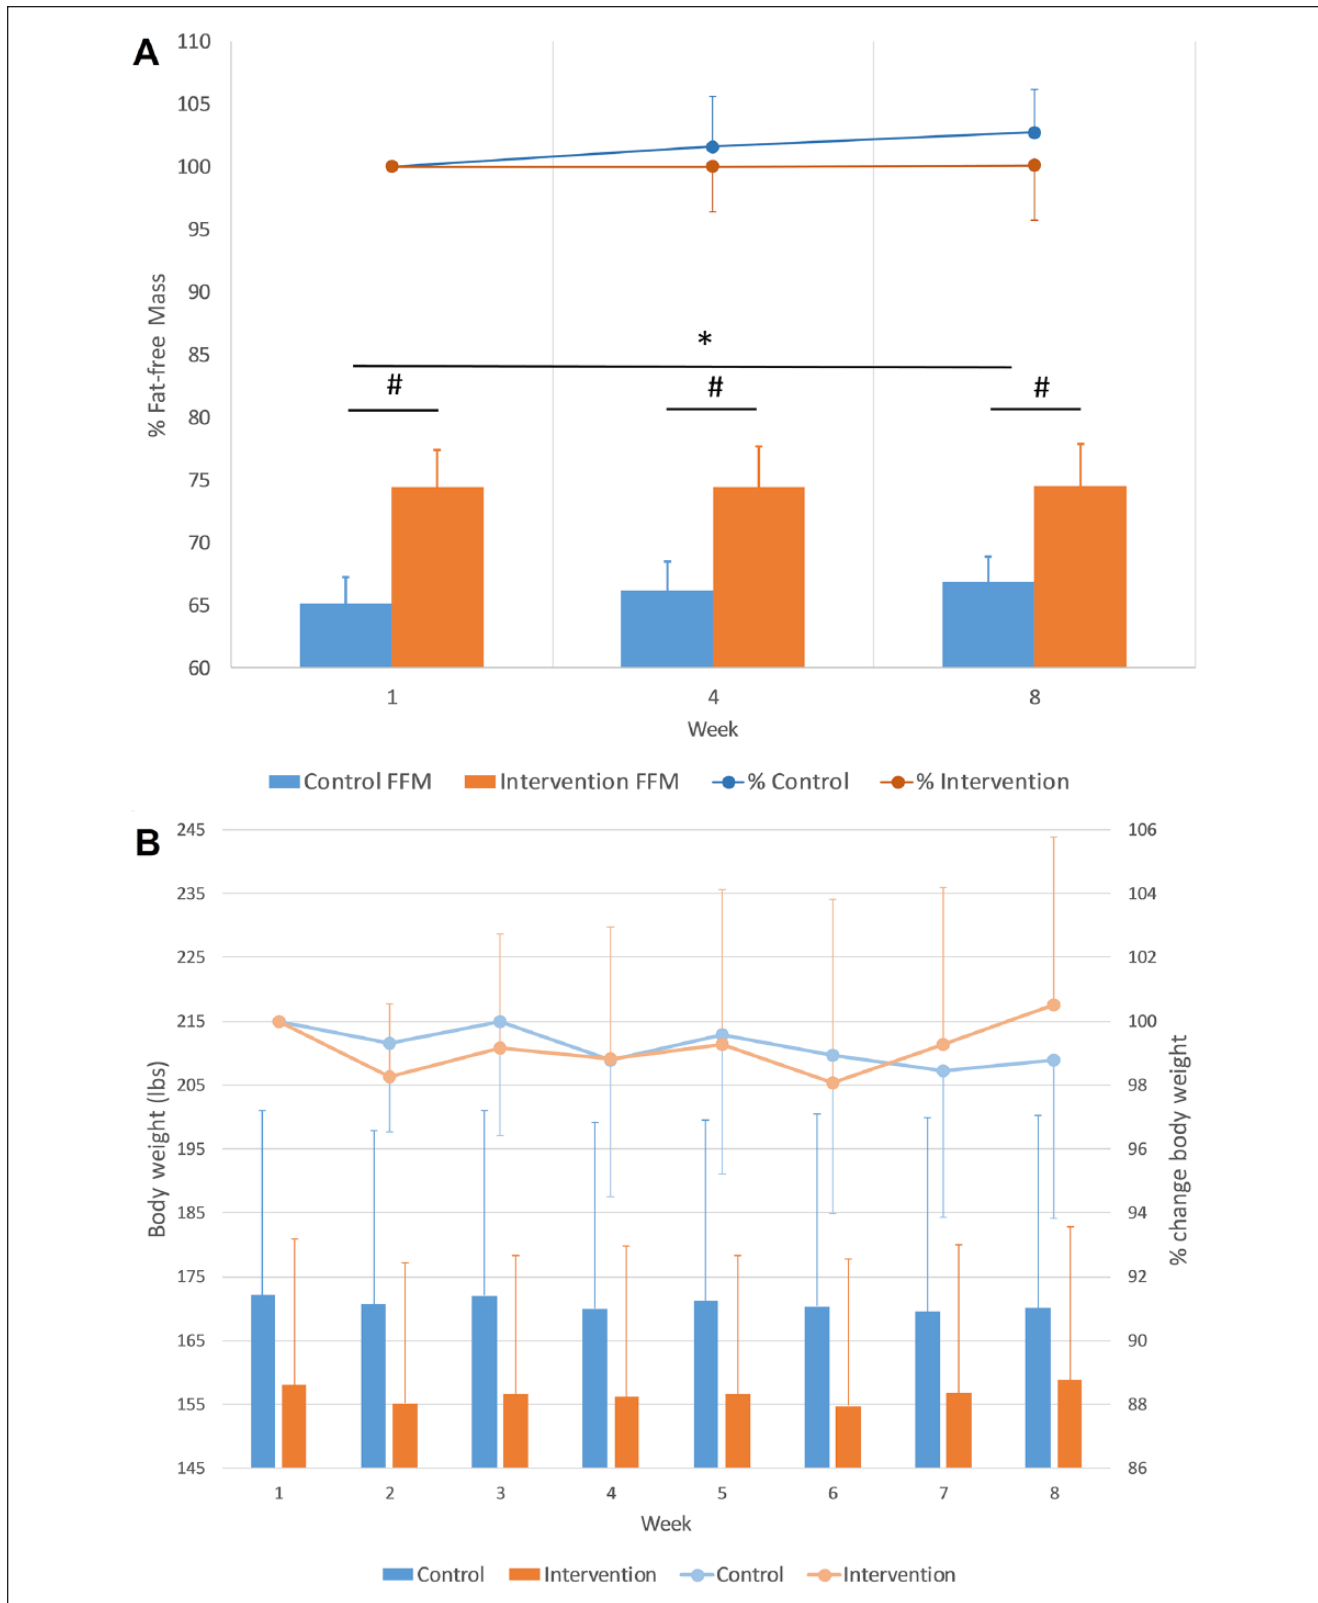 A
110
105
100
95
90
85
80
75
70
65
60
% Fat-free Mass
*
# # #
1 4 8
Week
Control FFM Intervention FFM % Control % Intervention
B
245
235
225
215
205
195
185
175
165
155
145
Body weight (lbs)
106
104
102
100
98
96
94
92
90
88
86
% change body weight
1 2 3 4 5 6 7 8
Week
Control Intervention Control Intervention